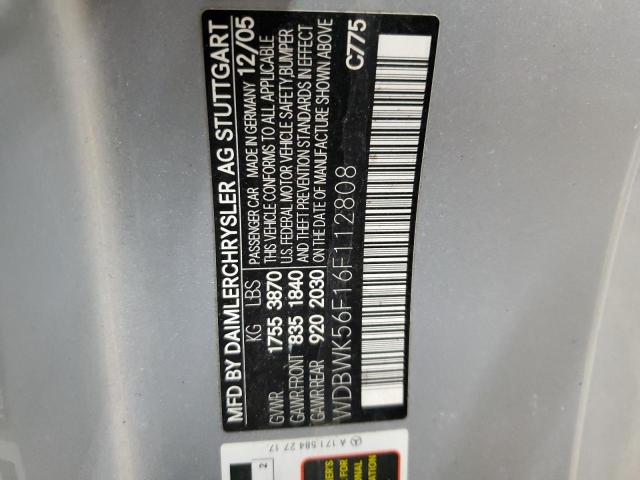 MFD BY DAIMLERCHRYSLER AG STUTTGART
KG LBS PASSENGER CAR MADE IN GERMANY 12/05
GVWR 1755 3870 THIS VEHICLE CONFORMS TO ALL APPLICABLE
U.S. FEDERAL MOTOR VEHICLE SAFETY, BUMPER
GAWR FRONT 835 1840 AND THEFT PREVENTION STANDARDS IN EFFECT
GAWR REAR 920 2030 ON THE DATE OF MANUFACTURE SHOWN ABOVE
WDBWK56F16F112808 C775
A 171 584 27 17
2